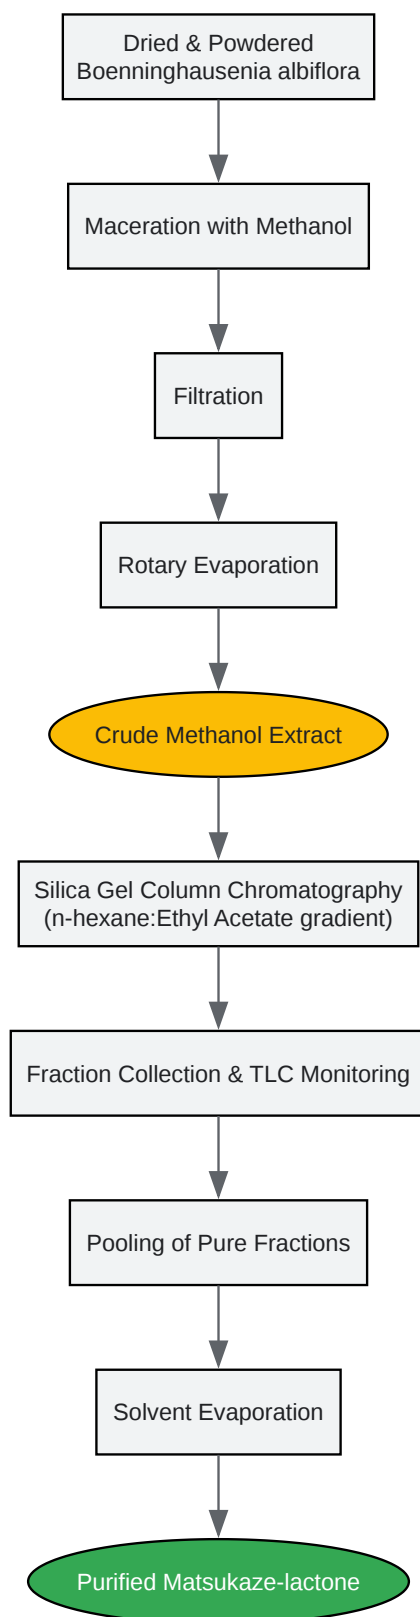 Dried & Powdered
Boenninghausenia albiflora
Maceration with Methanol
Filtration
Rotary Evaporation
Crude Methanol Extract
Silica Gel Column Chromatography
(n-hexane:Ethyl Acetate gradient)
Fraction Collection & TLC Monitoring
Pooling of Pure Fractions
Solvent Evaporation
Purified Matsukaze-lactone